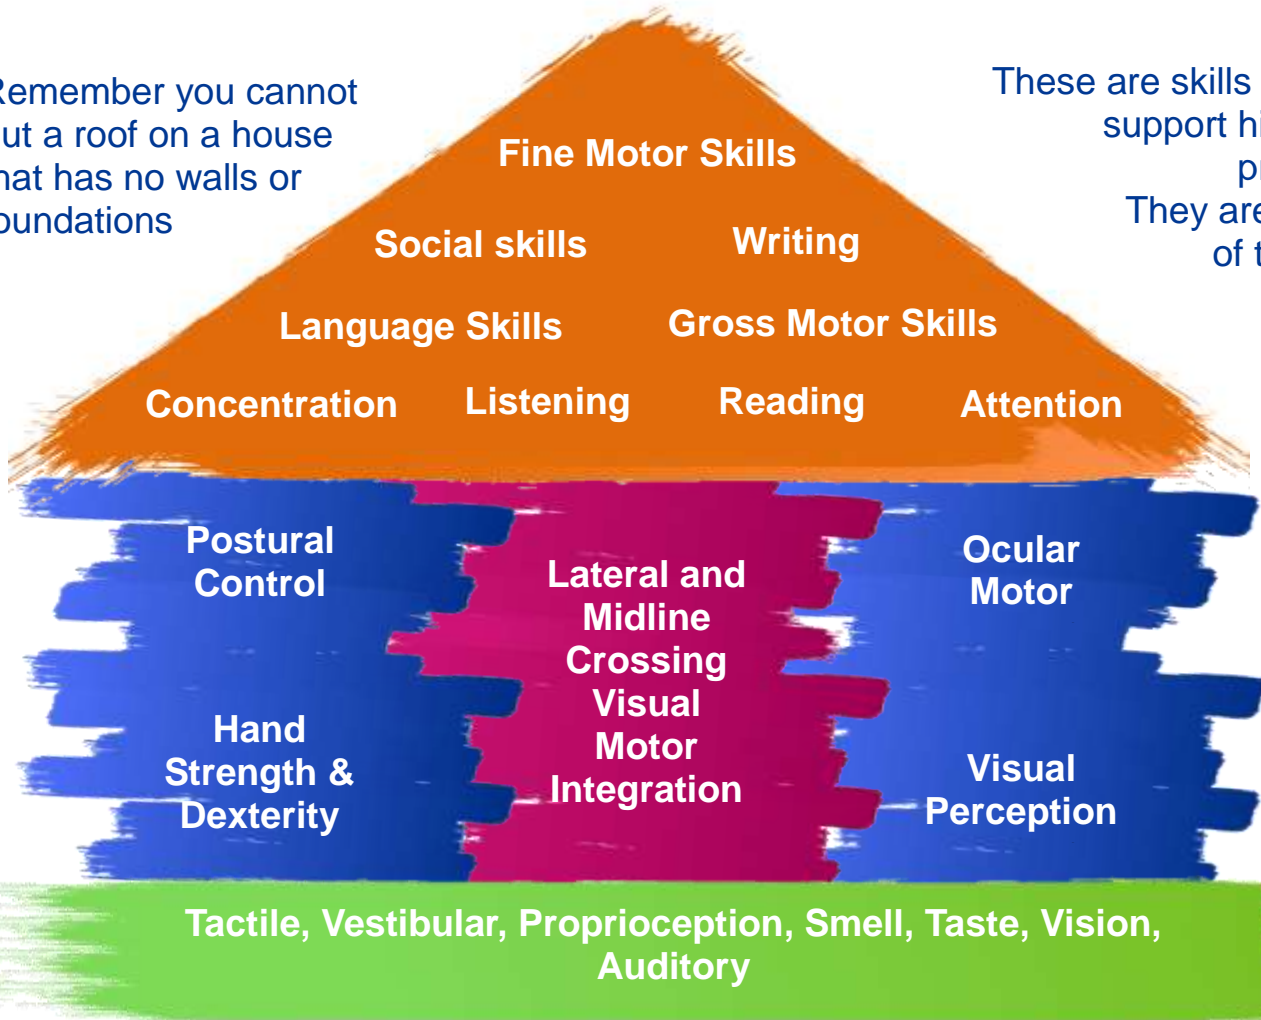 Remember you cannot
ut a roof on a house
hat has no walls or
oundations
These are skills
support hi
pr
They are
of t
Fine Motor Skills
Social skills
Writing
Language Skills
Gross Motor Skills
Concentration
Listening
Reading
Attention
Postural
Control
Hand
Strength &
Dexterity
Lateral and
Midline
Crossing
Visual
Motor
Integration
Ocular
Motor
Visual
Perception
Tactile, Vestibular, Proprioception, Smell, Taste, Vision,
Auditory